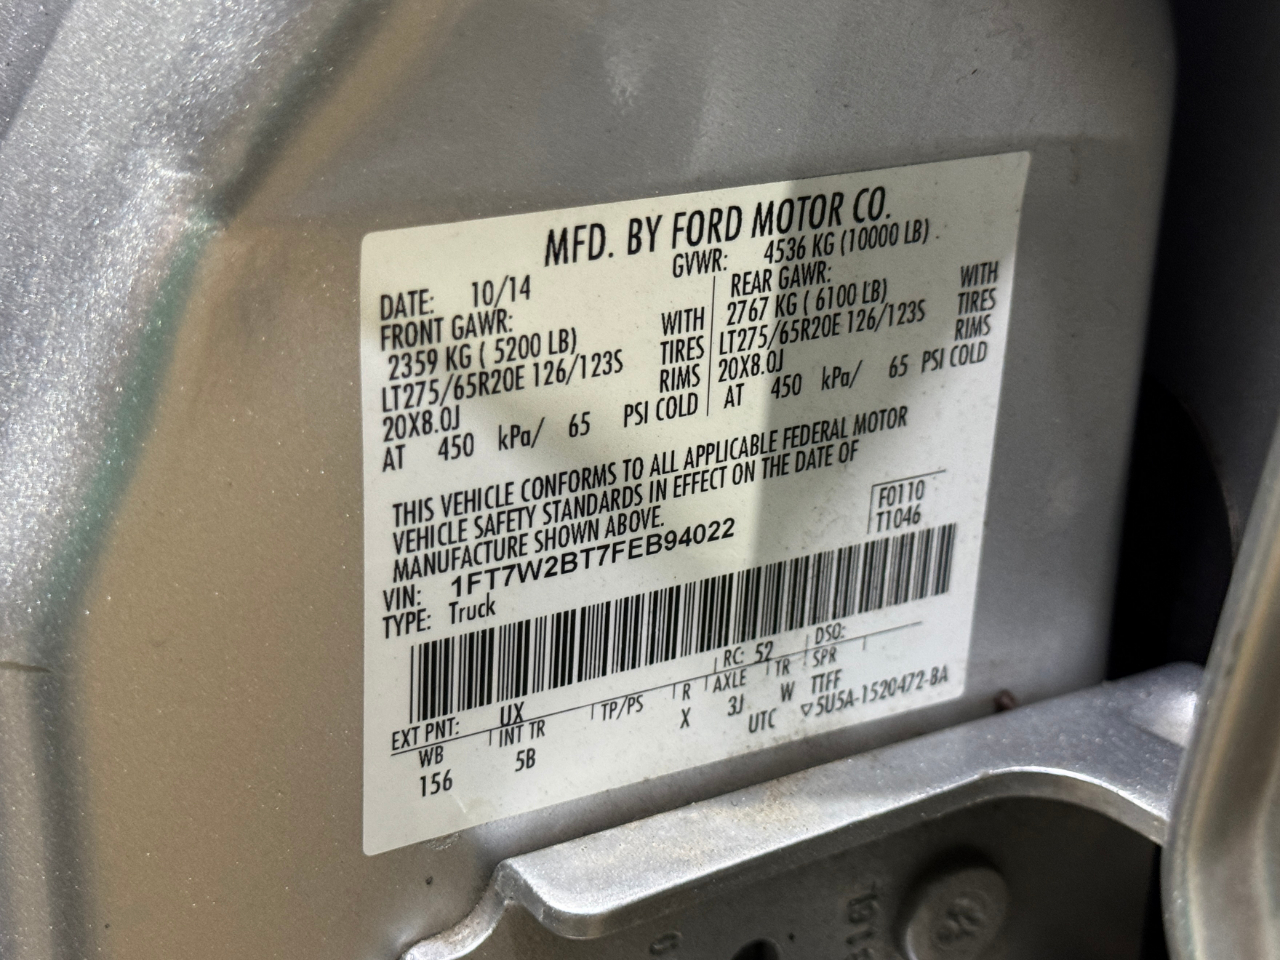 MFD. BY FORD MOTOR CO.
DATE: 10/14
GVWR: 4536 KG (10000 LB)
FRONT GAWR:
2359 KG ( 5200 LB) WITH
LT275/65R20E 126/123S TIRES
20X8.0J RIMS
AT 450 kPa/ 65 PSI COLD
REAR GAWR:
2767 KG ( 6100 LB) WITH
LT275/65R20E 126/123S TIRES
20X8.0J RIMS
AT 450 kPa/ 65 PSI COLD
THIS VEHICLE CONFORMS TO ALL APPLICABLE FEDERAL MOTOR
VEHICLE SAFETY STANDARDS IN EFFECT ON THE DATE OF
MANUFACTURE SHOWN ABOVE.
F0110
T1046
VIN: 1FT7W2BT7FEB94022
TYPE: Truck
EXT PNT: UX RC: 52 DSO:
WB INT TR TP/PS R AXLE TR SPR
156 5B X 3J W TTFF
UTC ▽5U5A-1520472-BA